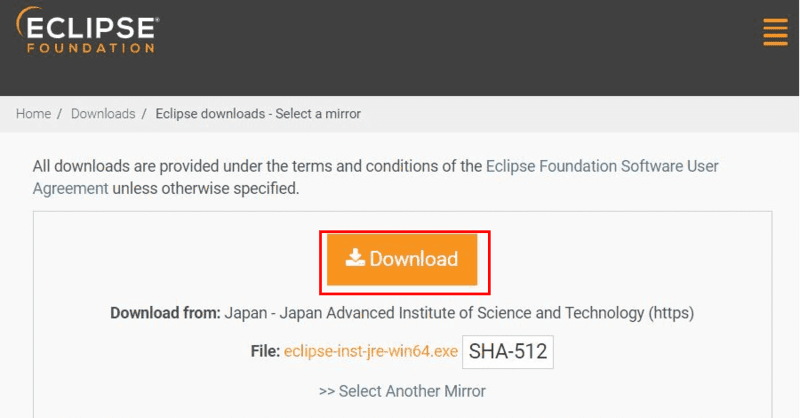 ECLIPSE®
FOUNDATION
Home / Downloads / Eclipse downloads - Select a mirror
All downloads are provided under the terms and conditions of the Eclipse Foundation Software User
Agreement unless otherwise specified.
Download
Download from: Japan - Japan Advanced Institute of Science and Technology (https)
File: eclipse-inst-jre-win64.exe SHA-512
>> Select Another Mirror